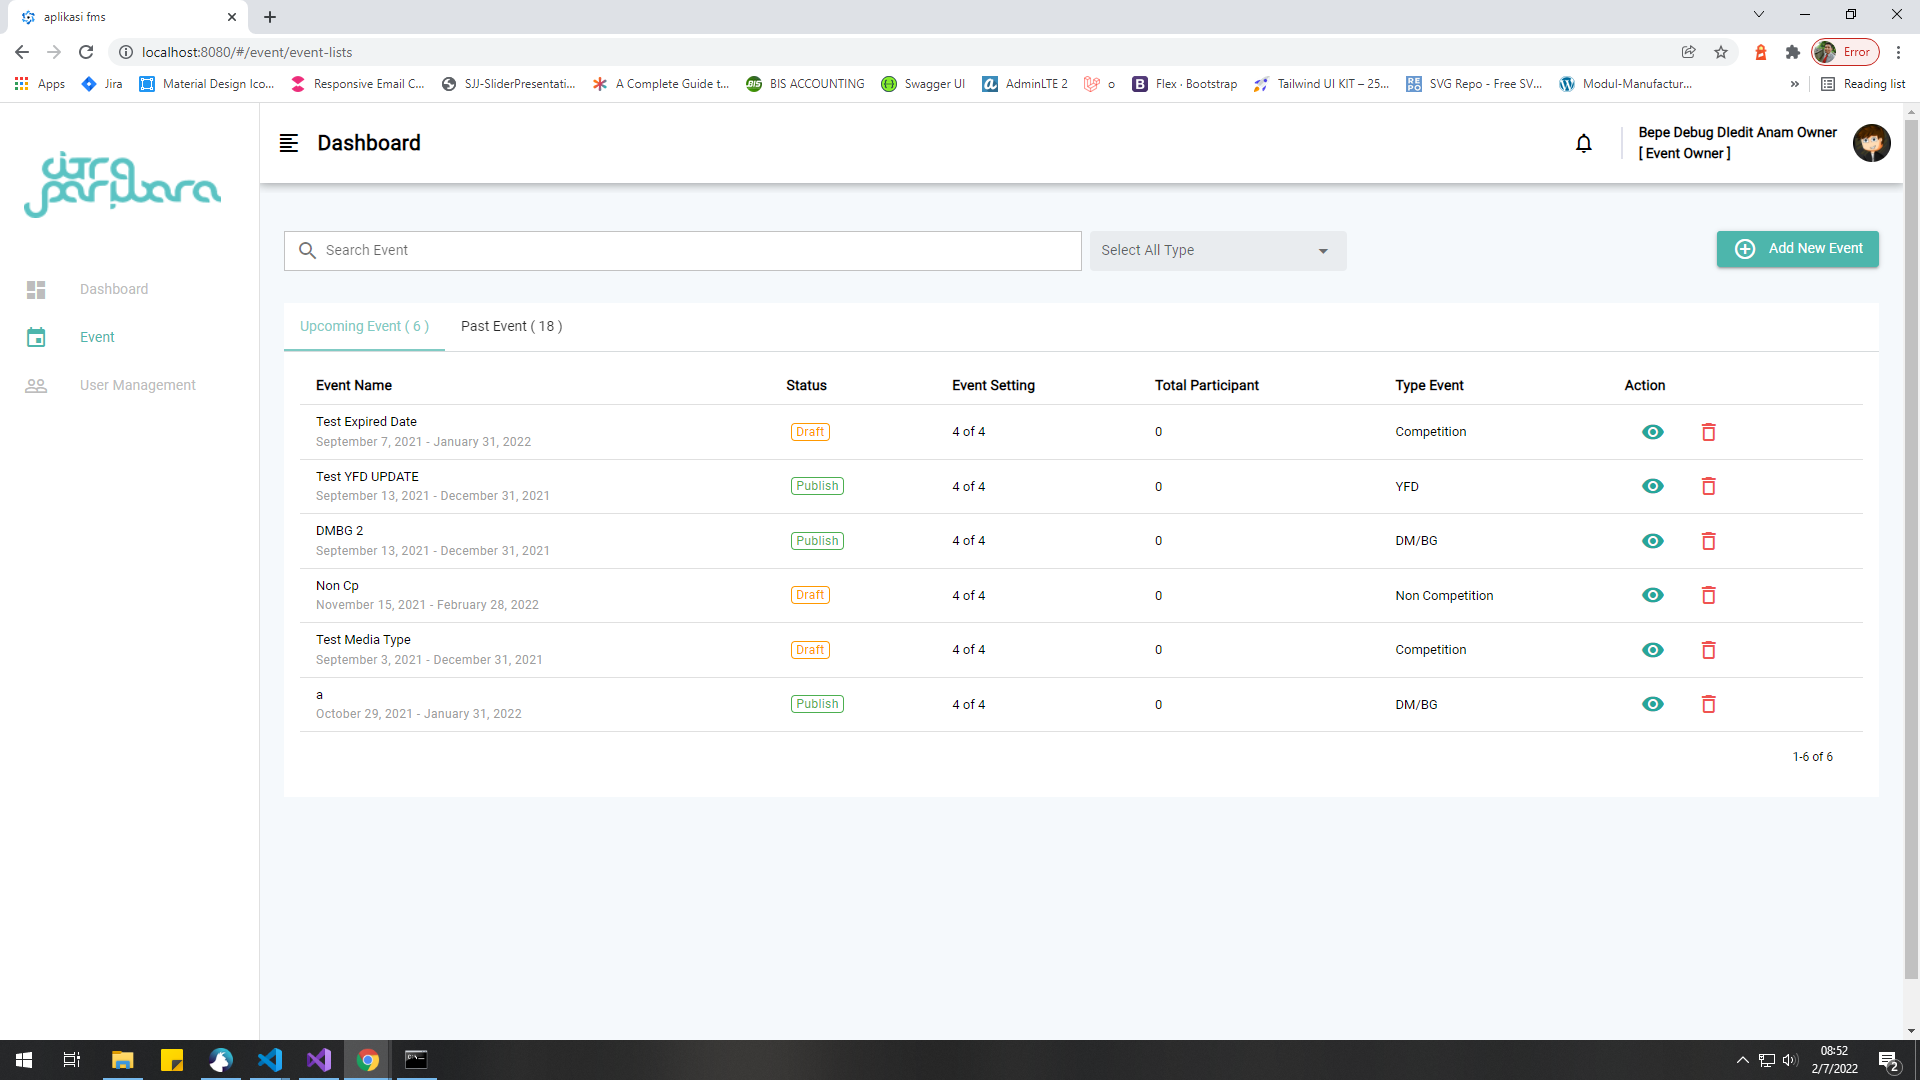 aplikasi fms
localhost:8080/#/event/event-lists
Error
Apps
Jira
Material Design Ico...
Responsive Email C...
SJJ-SliderPresentati...
A Complete Guide t...
BIS ACCOUNTING
Swagger UI
AdminLTE 2
o
Flex · Bootstrap
Tailwind UI KIT – 25...
SVG Repo - Free SV...
Modul-Manufactur...
»
Reading list
citra pariwara
Dashboard
Bepe Debug DIedit Anam Owner
[ Event Owner ]
Dashboard
Event
User Management
Search Event
Select All Type
Add New Event
Upcoming Event ( 6 )
Past Event ( 18 )
Event Name Status Event Setting Total Participant Type Event Action
Test Expired Date
September 7, 2021 - January 31, 2022
Draft 4 of 4 0 Competition
Test YFD UPDATE
September 13, 2021 - December 31, 2021
Publish 4 of 4 0 YFD
DMBG 2
September 13, 2021 - December 31, 2021
Publish 4 of 4 0 DM/BG
Non Cp
November 15, 2021 - February 28, 2022
Draft 4 of 4 0 Non Competition
Test Media Type
September 3, 2021 - December 31, 2021
Draft 4 of 4 0 Competition
a
October 29, 2021 - January 31, 2022
Publish 4 of 4 0 DM/BG
1-6 of 6
08:52
2/7/2022
2